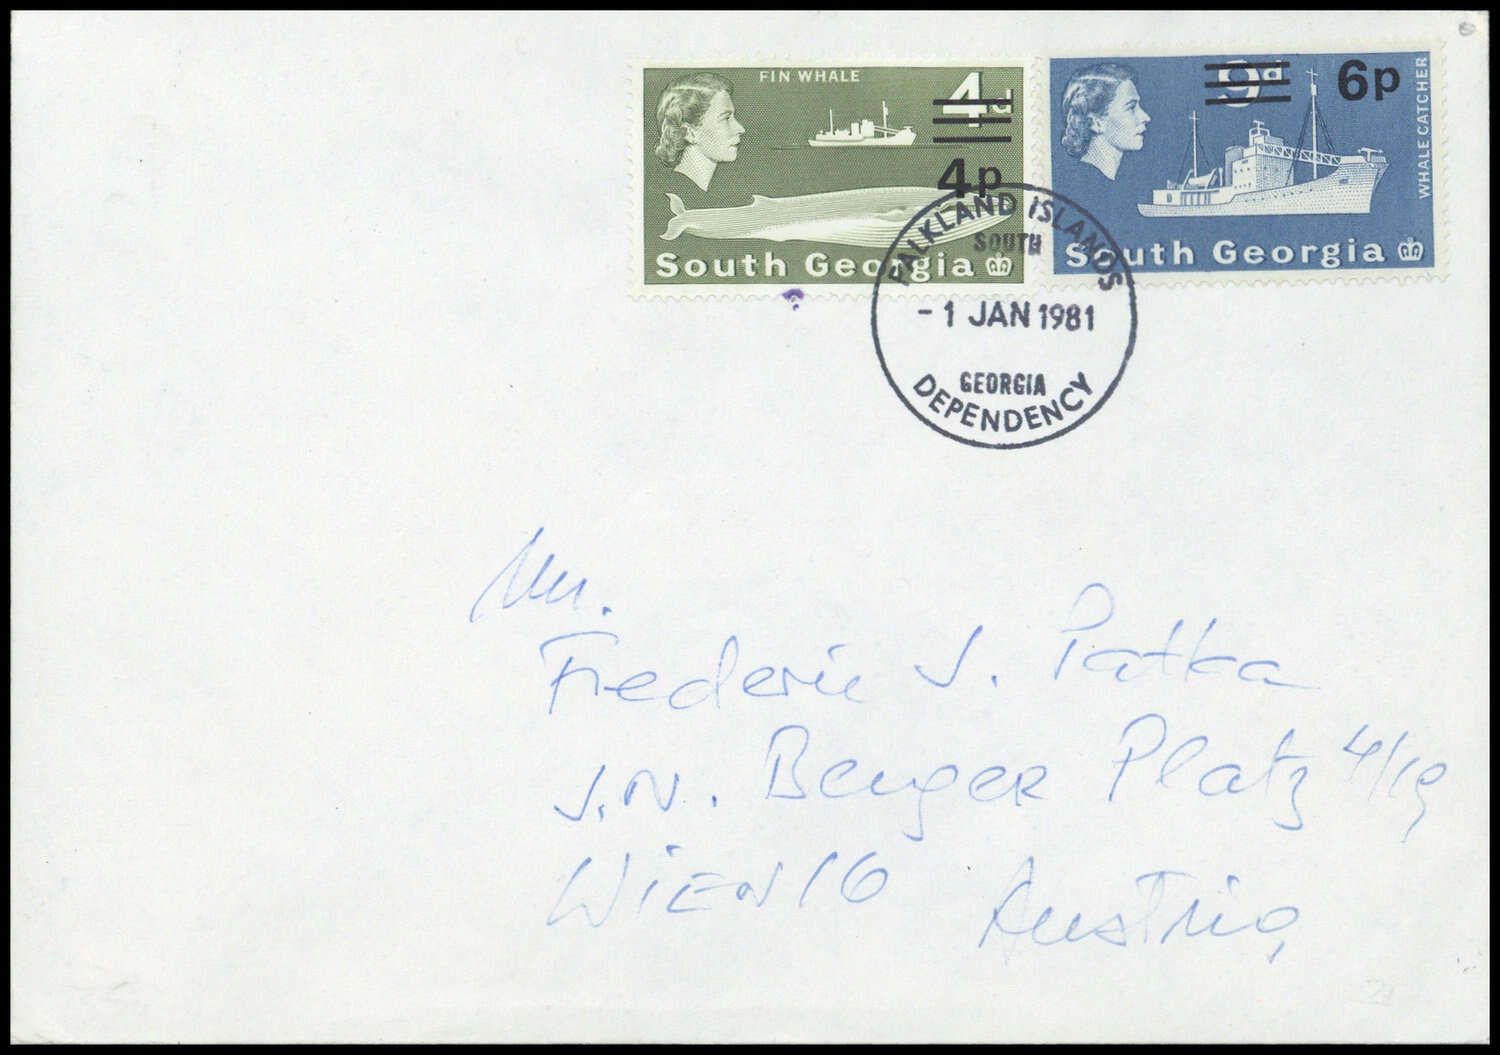 FIN WHALE
4d
4p
South Georgia
9d
6p
WHALE CATCHER
South Georgia
FALKLAND ISLANDS
SOUTH
- 1 JAN 1981
GEORGIA
DEPENDENCY
Mr.
Frederic J. Patka
J.N. Berger Platz 4/19
WIEN 16
Austria
21